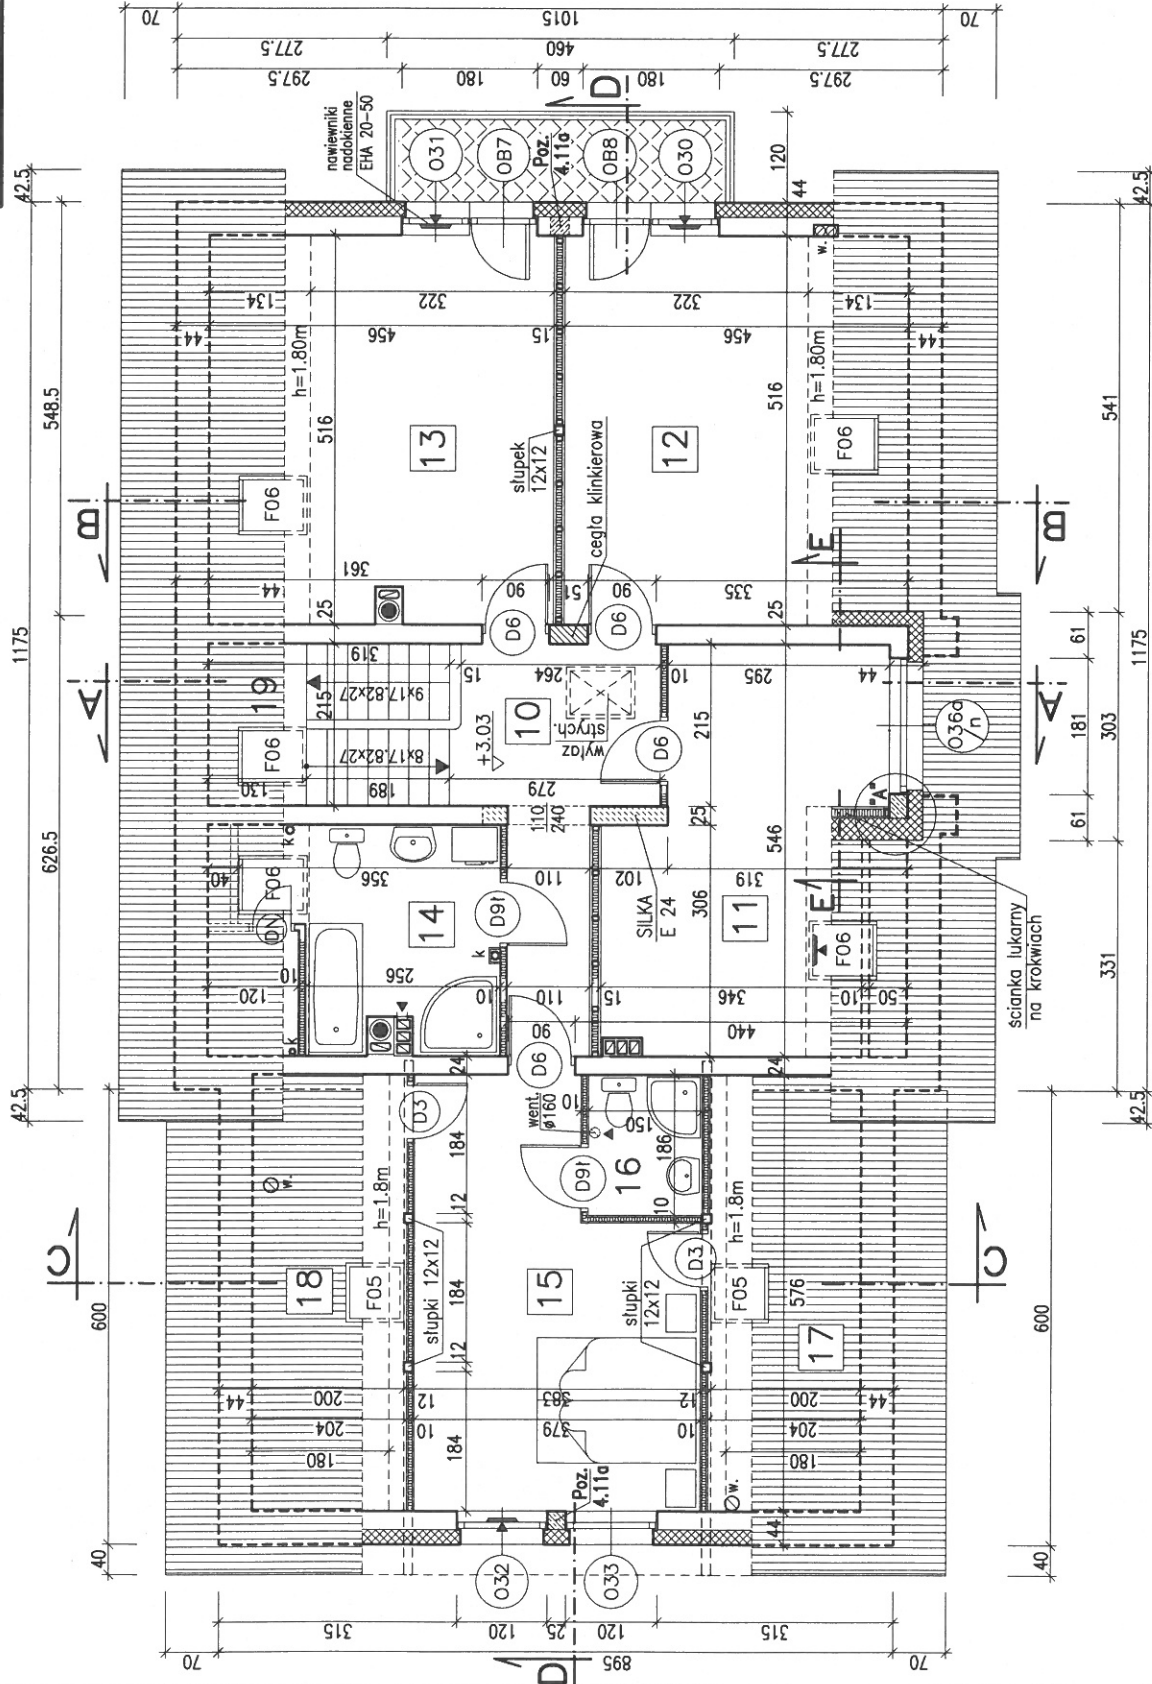 70
1015
70
277.5
460
277.5
297.5
180
60
180
297.5
D
nawiewniki
nadokienne
EHA 20-50
O31
OB7
Poz.
4.11a
OB8
O30
120
44
42.5
42.5
134
322
322
134
44
456
15
456
44
h=1.80m
h=1.80m
548.5
516
516
541
1175
13
słupek
12x12
12
F06
F06
B
B
cegła klinkierowa
E
361
44
90
51
90
335
25
25
D6
D6
61
319
15
264
10
295
44
A
19
9x17.82x27
215
10
+3.03
wyłaz
strych.
215
D6
O36a
n
A
181
303
1175
F06
8x17.82x27
130
189
279
"A"
110
240
25
61
k
626.5
40
F06
356
110
102
319
546
SILKA
E 24
306
E
DN
14
D9ł
11
F06
k
ścianka lukarny
na krokwiach
331
10
120
256
10
110
15
346
10
50
k
90
440
24
24
D6
42.5
42.5
D3
went.
ø160
10
150
184
186
w.
D9ł
16
h=1.8m
12
10
h=1.8m
C
C
słupki 12x12
D3
18
F05
184
15
słupki
12x12
F05
576
600
600
17
12
44
200
12
383
12
200
44
204
10
379
10
204
180
184
180
Poz.
4.11a
w.
44
40
40
O32
O33
315
120
25
120
315
70
895
70
D